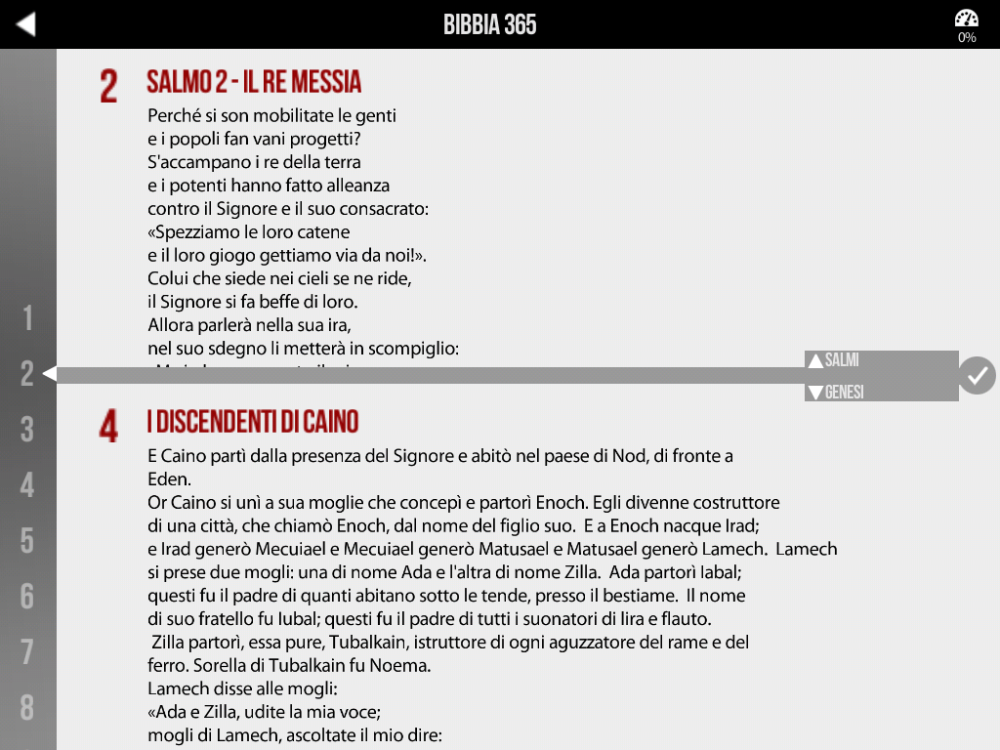 BIBBIA 365
0%
2 SALMO 2 - IL RE MESSIA
Perché si son mobilitate le genti
e i popoli fan vani progetti?
S'accampano i re della terra
e i potenti hanno fatto alleanza
contro il Signore e il suo consacrato:
«Spezziamo le loro catene
e il loro giogo gettiamo via da noi!».
Colui che siede nei cieli se ne ride,
il Signore si fa beffe di loro.
Allora parlerà nella sua ira,
nel suo sdegno li metterà in scompiglio:
SALMI
GENESI
4 I DISCENDENTI DI CAINO
E Caino partì dalla presenza del Signore e abitò nel paese di Nod, di fronte a
Eden.
Or Caino si unì a sua moglie che concepì e partorì Enoch. Egli divenne costruttore
di una città, che chiamò Enoch, dal nome del figlio suo.  E a Enoch nacque Irad;
e Irad generò Mecuiael e Mecuiael generò Matusael e Matusael generò Lamech.  Lamech
si prese due mogli: una di nome Ada e l'altra di nome Zilla.  Ada partorì Iabal;
questi fu il padre di quanti abitano sotto le tende, presso il bestiame.  Il nome
di suo fratello fu Iubal; questi fu il padre di tutti i suonatori di lira e flauto.
Zilla partorì, essa pure, Tubalkain, istruttore di ogni aguzzatore del rame e del
ferro. Sorella di Tubalkain fu Noema.
Lamech disse alle mogli:
«Ada e Zilla, udite la mia voce;
mogli di Lamech, ascoltate il mio dire:
1
2
3
4
5
6
7
8